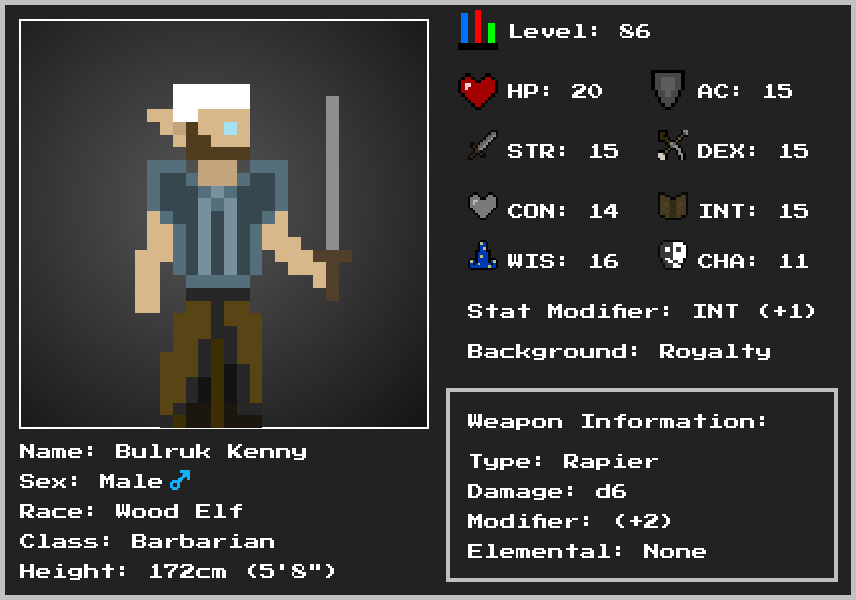 Level: 86
HP: 20 AC: 15
STR: 15 DEX: 15
CON: 14 INT: 15
WIS: 16 CHA: 11
Stat Modifier: INT (+1)
Background: Royalty
Weapon Information:
Type: Rapier
Damage: d6
Modifier: (+2)
Elemental: None
Name: Bulruk Kenny
Sex: Male♂
Race: Wood Elf
Class: Barbarian
Height: 172cm (5'8")